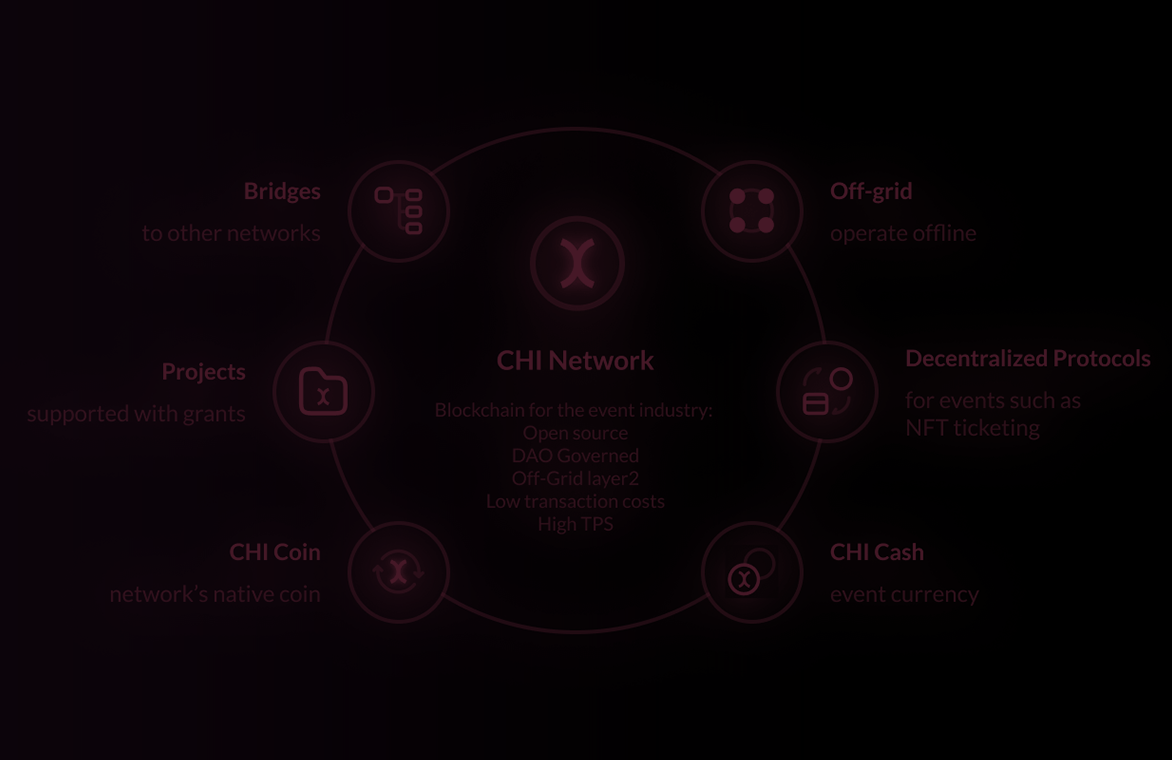 Bridges
to other networks
Off-grid
operate offline
CHI Network
Projects
supported with grants
Decentralized Protocols
for events such as
NFT ticketing
Blockchain for the event industry:
Open source
DAO Governed
Off-Grid layer2
Low transaction costs
High TPS
CHI Coin
network's native coin
CHI Cash
event currency